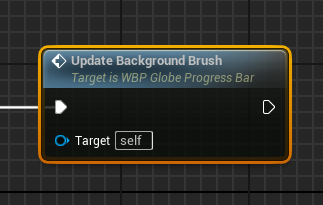 Update Background Brush
Target is WBP Globe Progress Bar
Target self